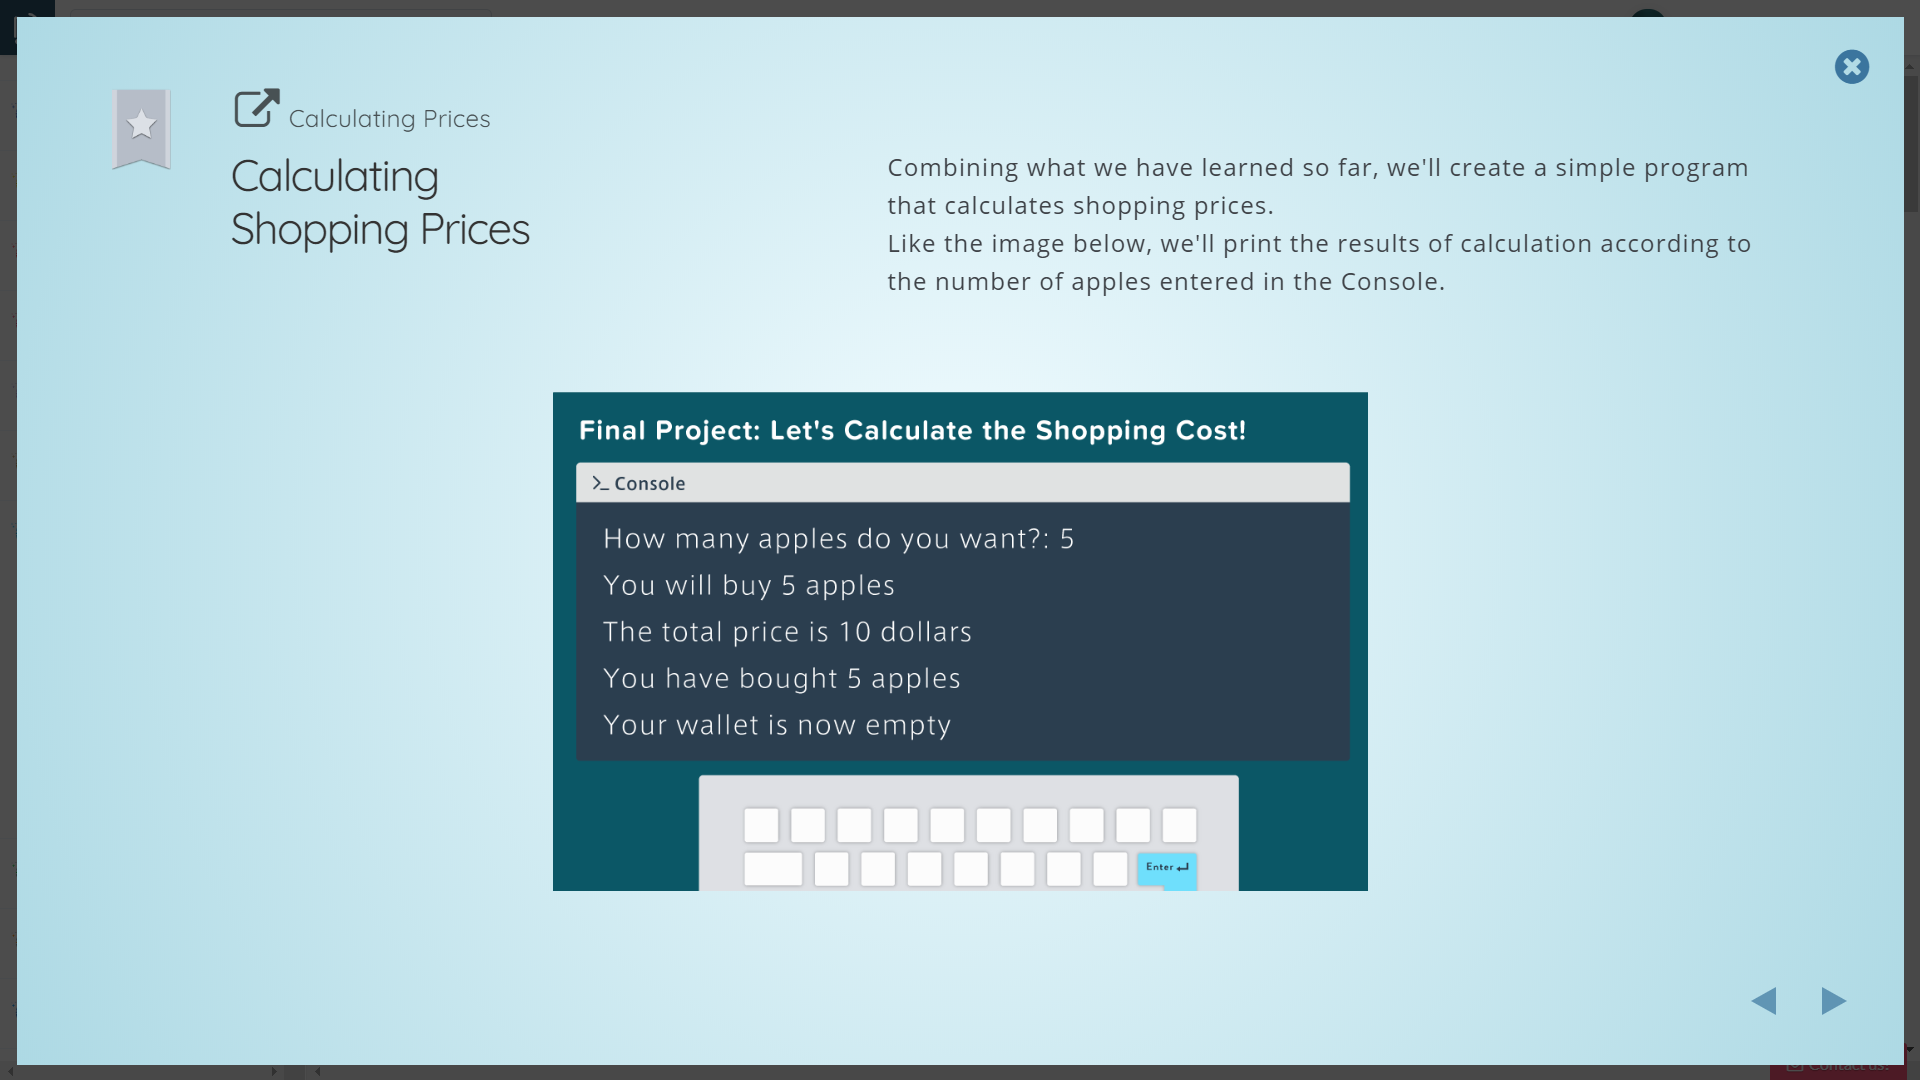 Calculating Prices
Calculating
Shopping Prices
Combining what we have learned so far, we'll create a simple program
that calculates shopping prices.
Like the image below, we'll print the results of calculation according to
the number of apples entered in the Console.
Final Project: Let's Calculate the Shopping Cost!
>_ Console
How many apples do you want?: 5
You will buy 5 apples
The total price is 10 dollars
You have bought 5 apples
Your wallet is now empty
Enter
Contact us!